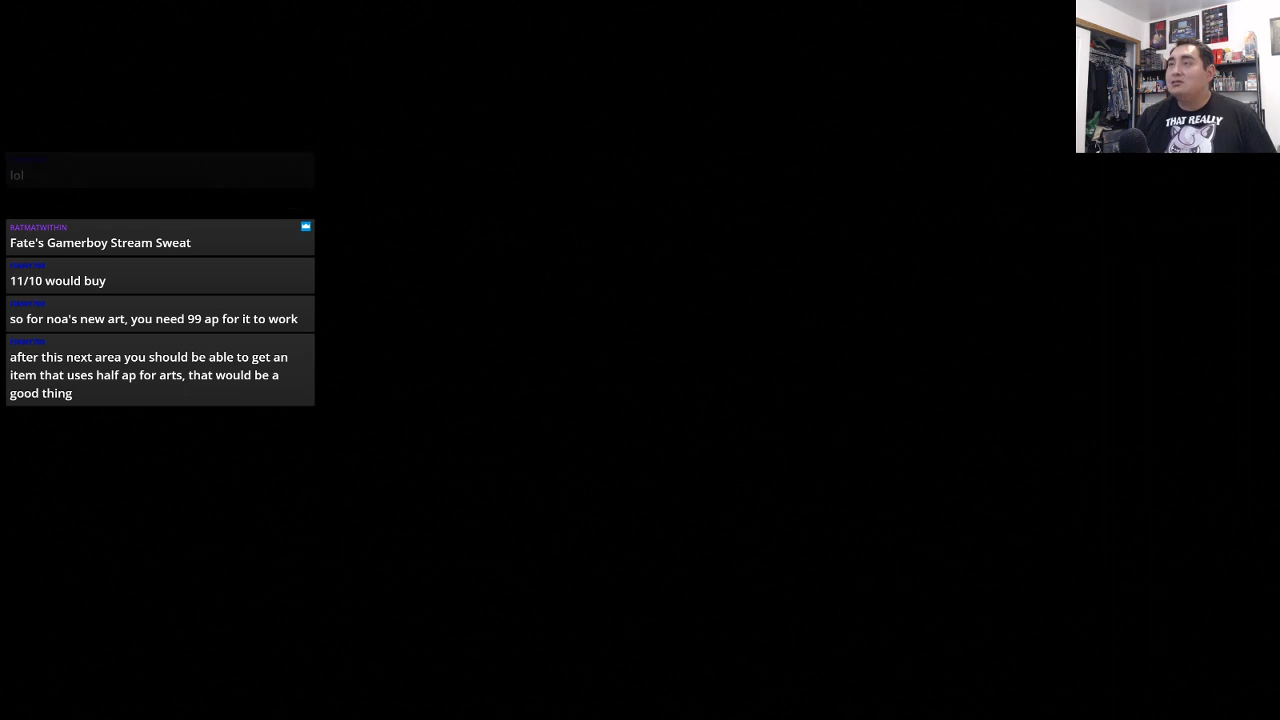 lol
RATMATWITHIN
Fate's Gamerboy Stream Sweat
11/10 would buy
so for noa's new art, you need 99 ap for it to work
after this next area you should be able to get an
item that uses half ap for arts, that would be a
good thing
THAT REALLY